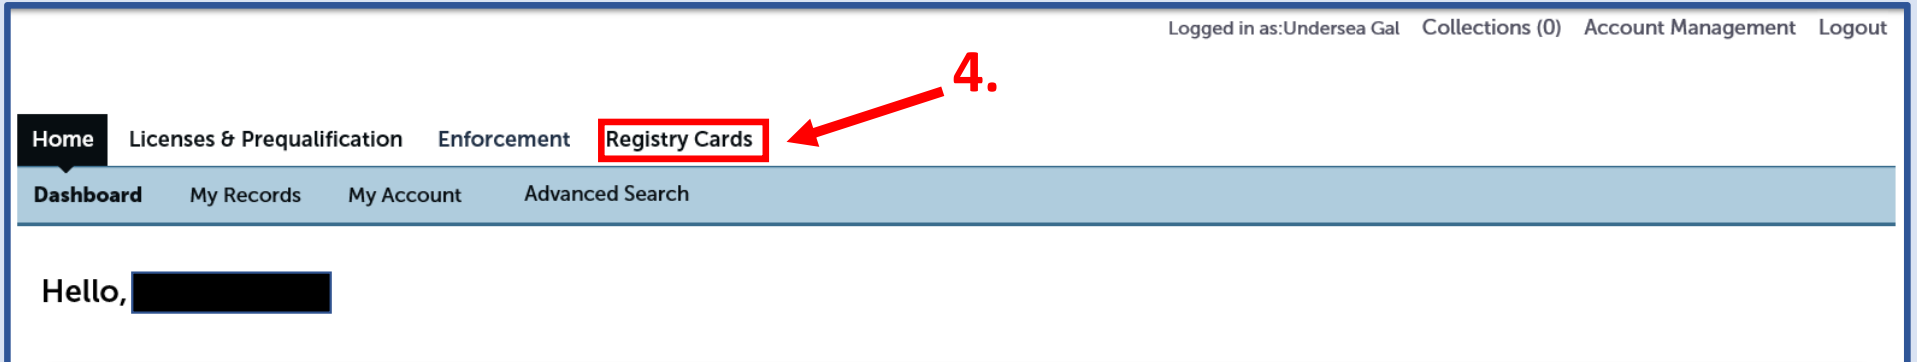 Logged in as:Undersea Gal Collections (0) Account Management Logout
4.
Home Licenses & Prequalification Enforcement Registry Cards
Dashboard My Records My Account Advanced Search
Hello,